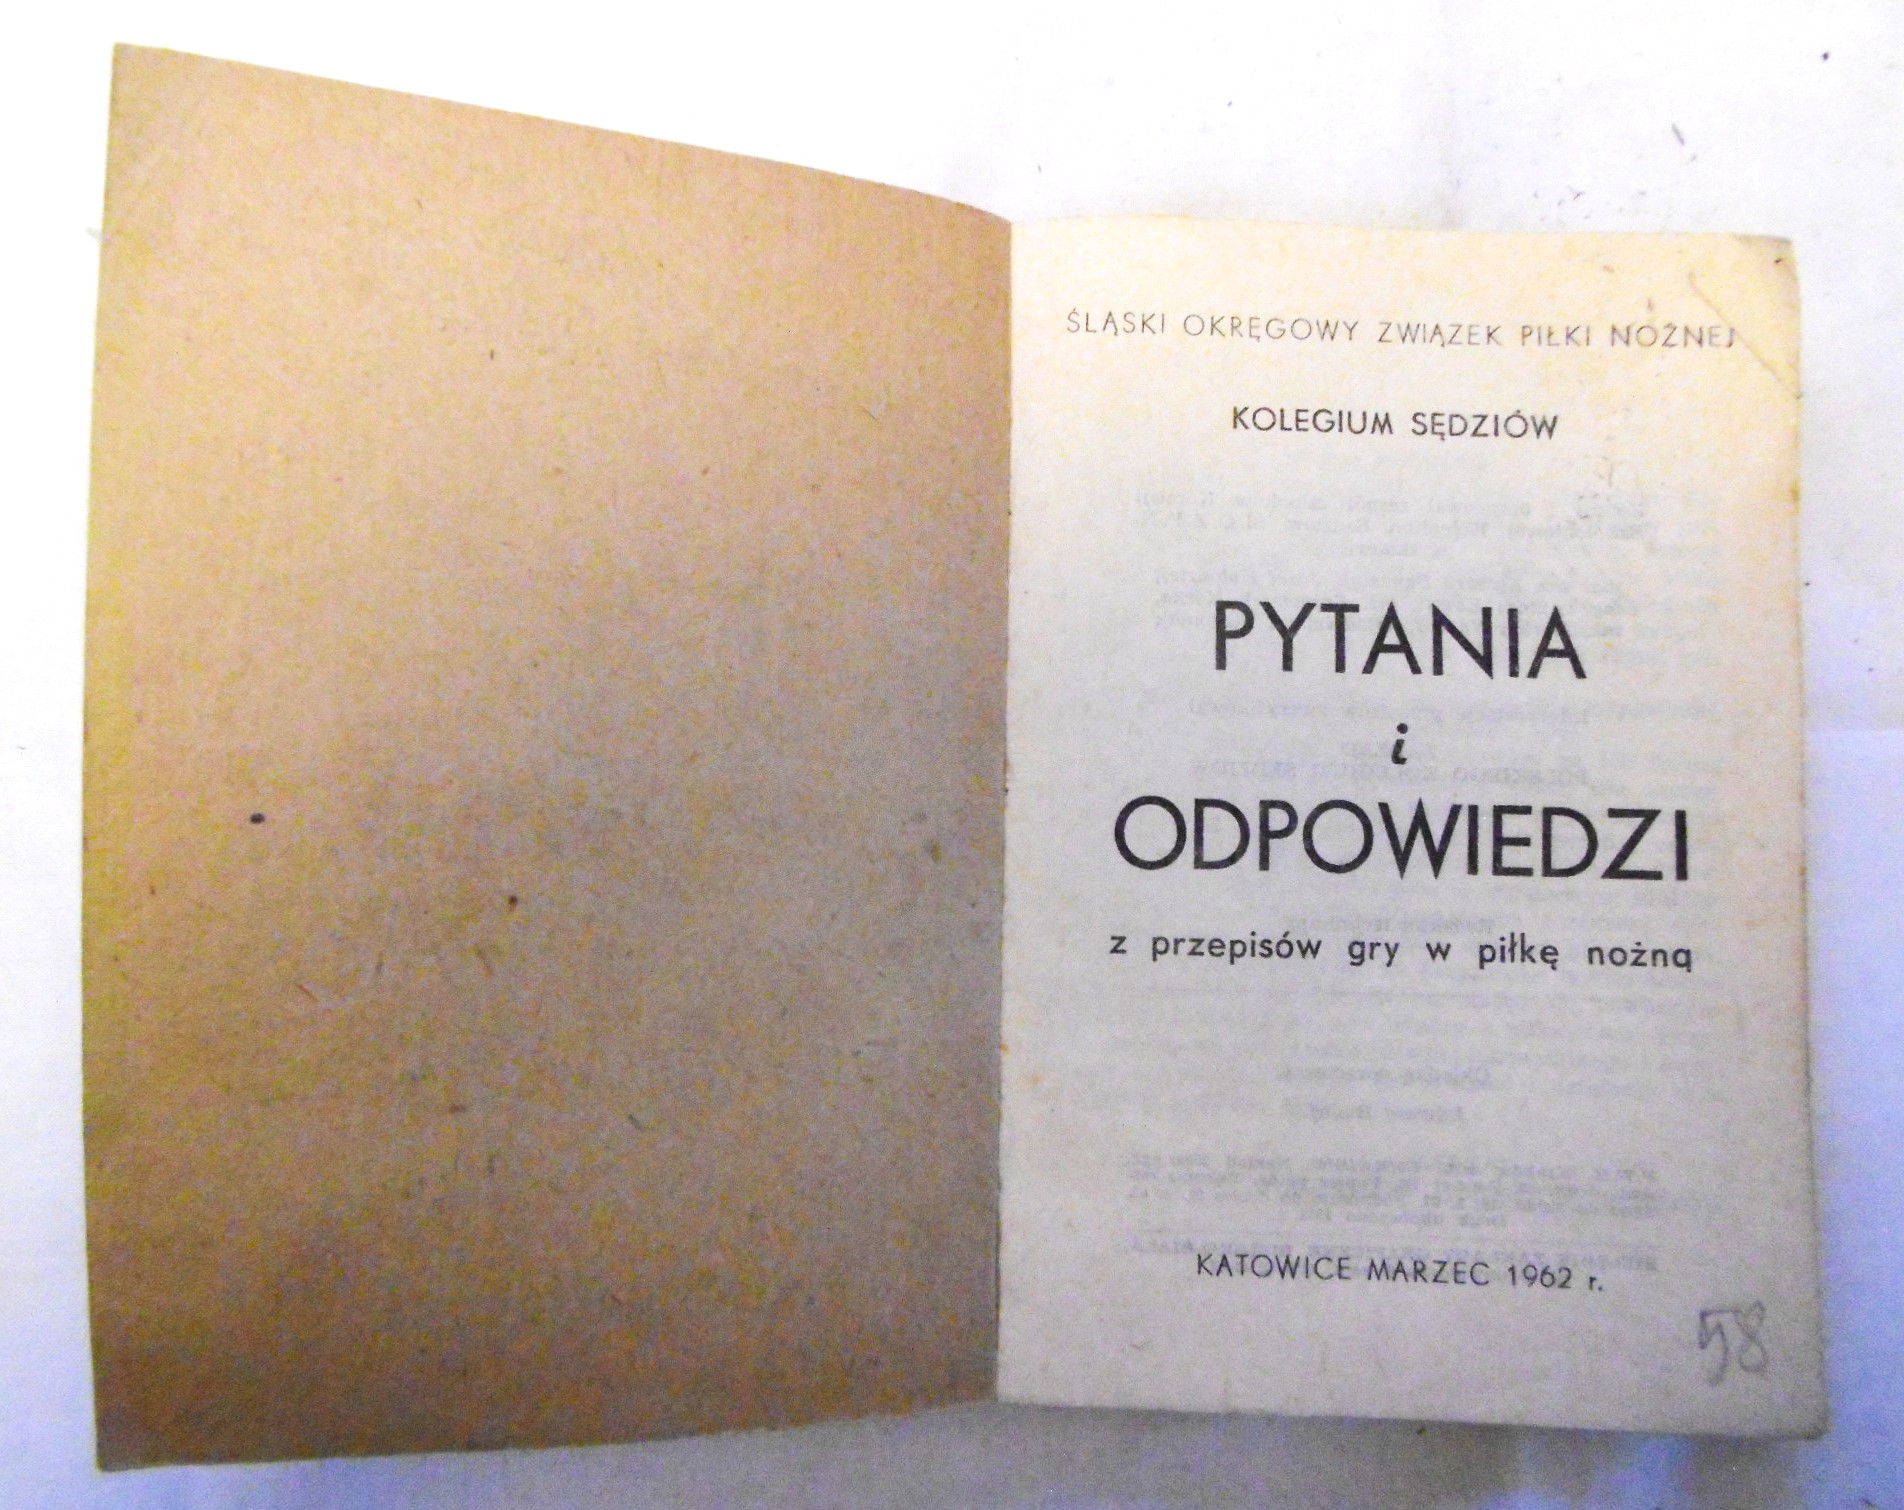 ŚLĄSKI OKRĘGOWY ZWIĄZEK PIŁKI NOŻNEJ
KOLEGIUM SĘDZIÓW
PYTANIA
i
ODPOWIEDZI
z przepisów gry w piłkę nożną
KATOWICE MARZEC 1962 r.
58